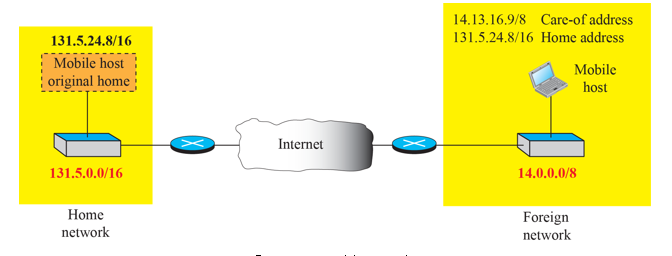 131.5.24.8/16
Mobile host
original home
131.5.0.0/16
Home
network
Internet
14.13.16.9/8 Care-of address
131.5.24.8/16 Home address
Mobile
host
14.0.0.0/8
Foreign
network